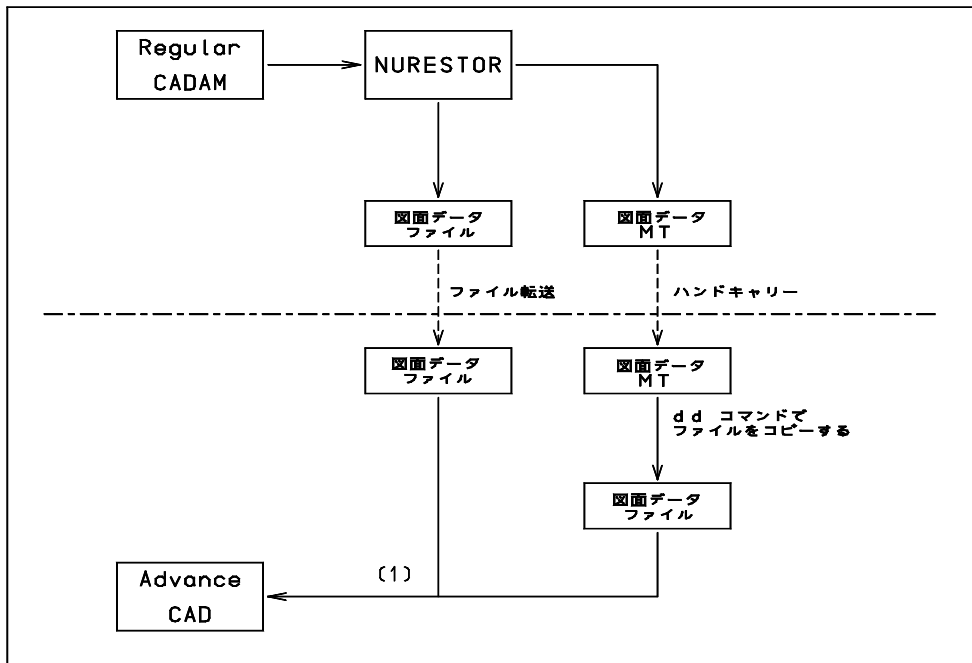 Regular
CADAM
NURESTOR
図面データ
ファイル
図面データ
MT
ファイル転送
ハンドキャリー
図面データ
ファイル
図面データ
MT
dd コマンドで
ファイルをコピーする
図面データ
ファイル
(1)
Advance
CAD